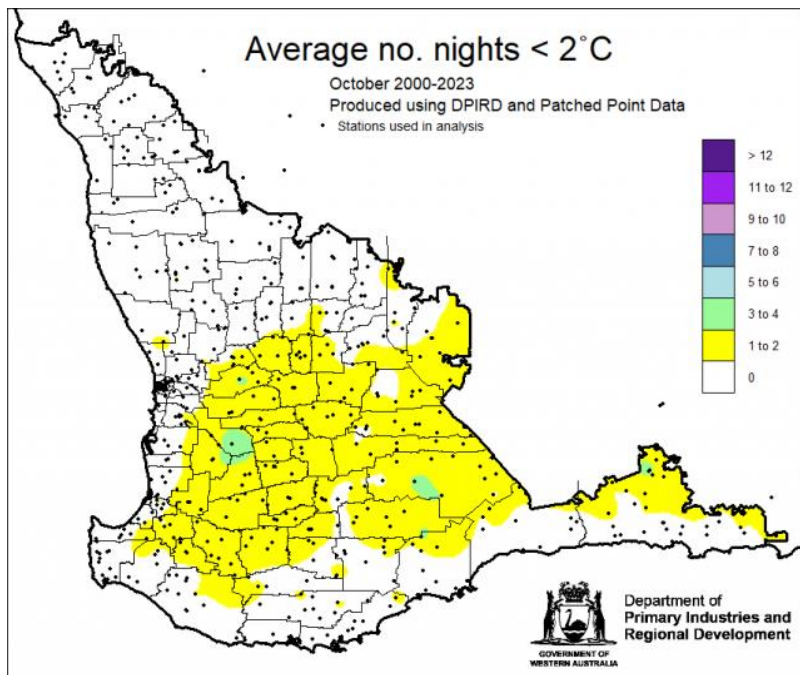 Average no. nights < 2°C
October 2000-2023
Produced using DPIRD and Patched Point Data
Stations used in analysis
> 12
11 to 12
9 to 10
7 to 8
5 to 6
3 to 4
1 to 2
0
Department of
Primary Industries and
Regional Development
GOVERNMENT OF
WESTERN AUSTRALIA